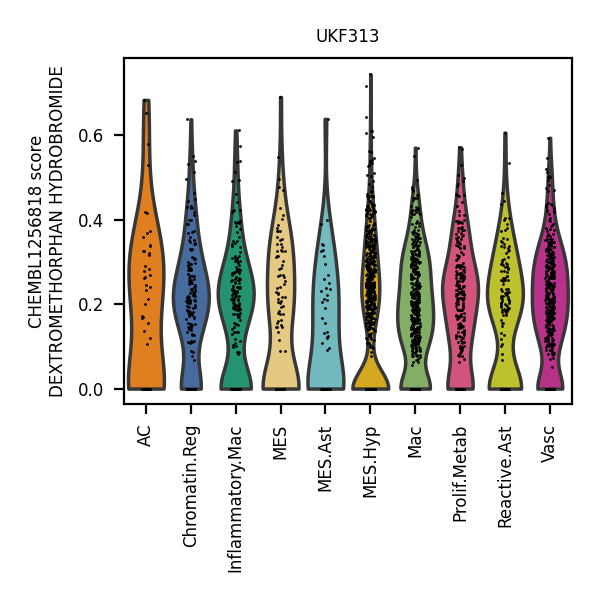 UKF313
CHEMBL1256818 score
DEXTROMETHORPHAN HYDROBROMIDE
0.6
0.4
0.2
0.0
AC
Chromatin.Reg
Inflammatory.Mac
MES
MES.Ast
MES.Hyp
Mac
Prolif.Metab
Reactive.Ast
Vasc